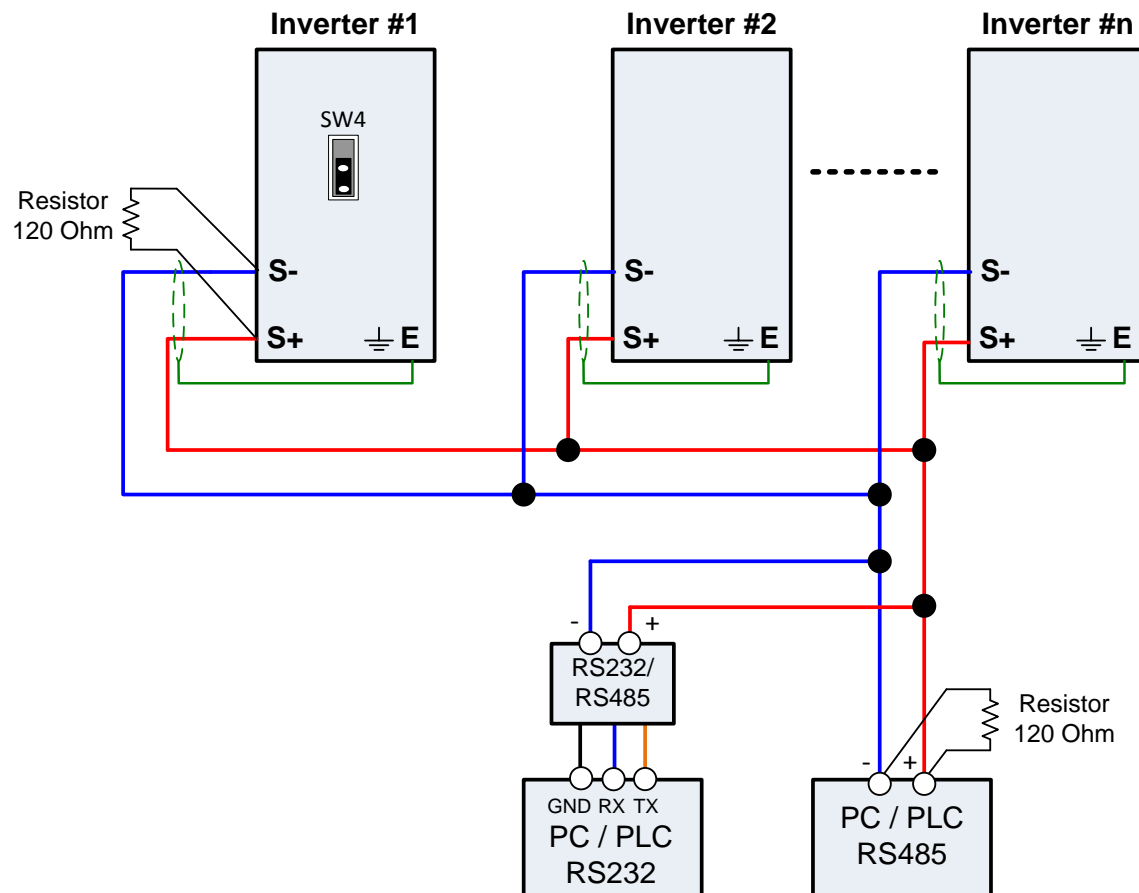 Inverter #1
Inverter #2
Inverter #n
SW4
Resistor
120 Ohm
S-
S+
E
S-
S+
E
S-
S+
E
- +
RS232/
RS485
GND RX TX
PC / PLC
RS232
Resistor
120 Ohm
- +
PC / PLC
RS485